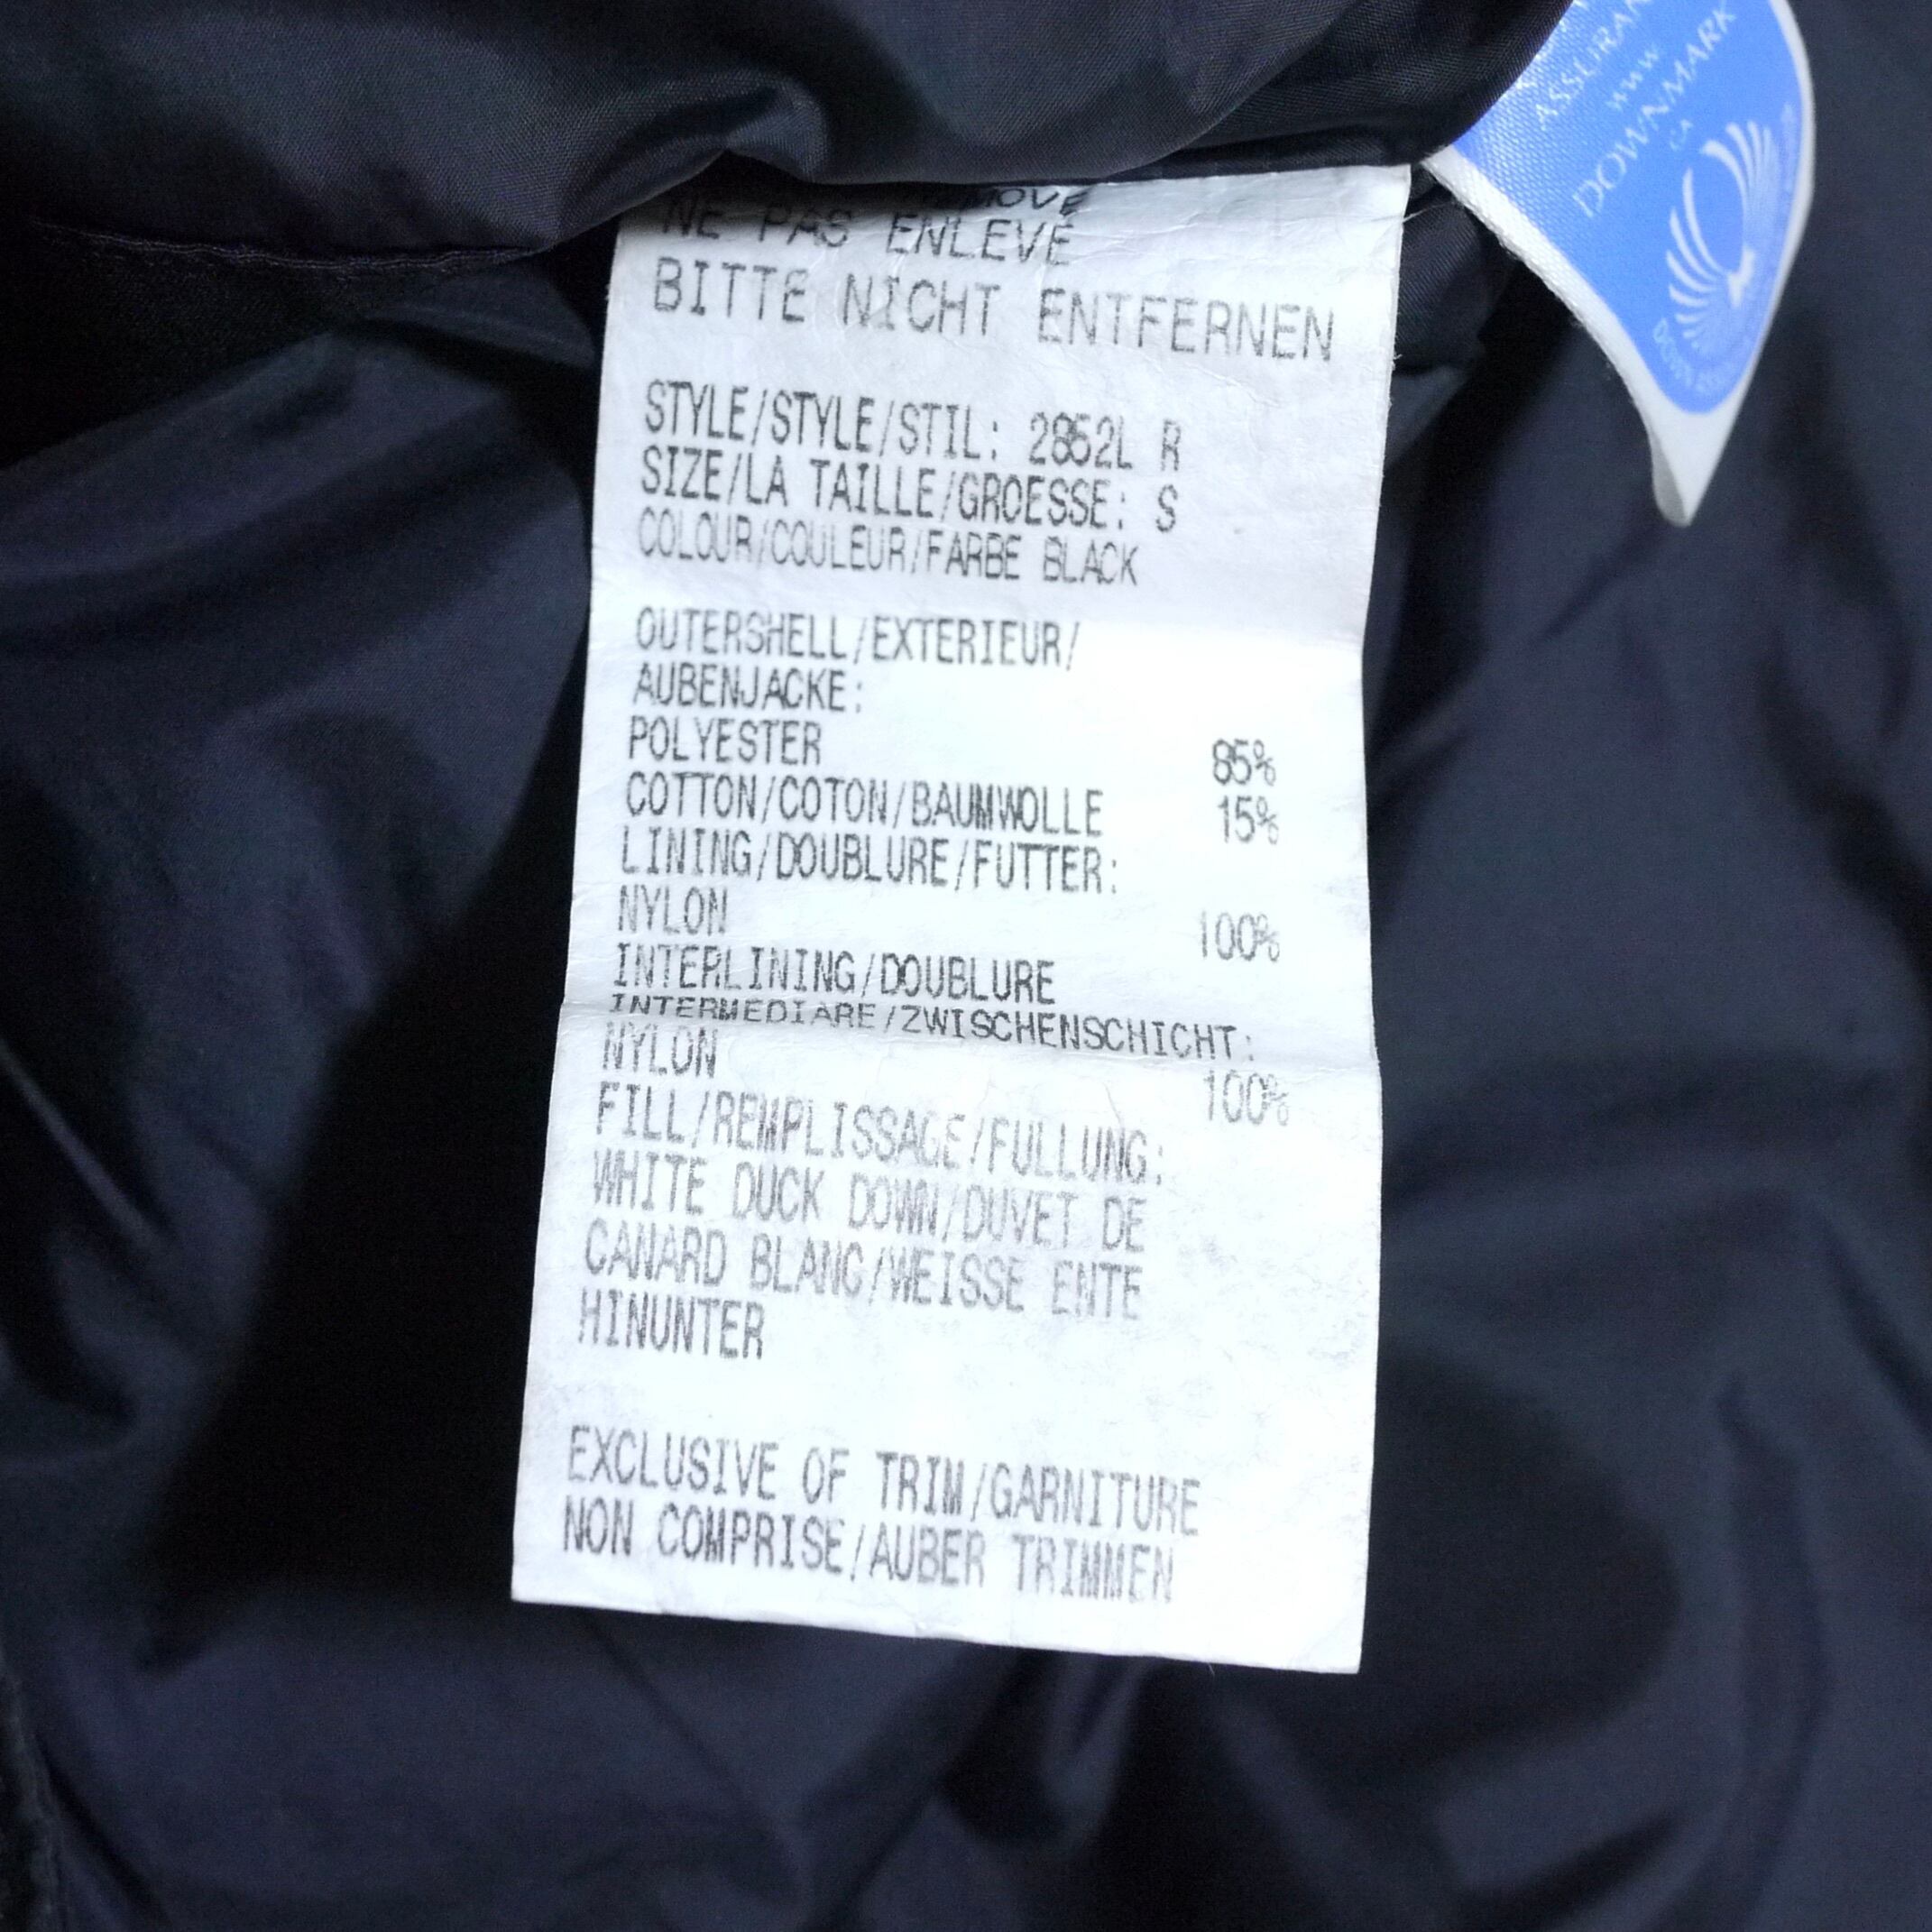 MOVE
NE PAS ENLEVE
BITTE NICHT ENTFERNEN
STYLE/STYLE/STIL: 2852L R
SIZE/LA TAILLE/GROESSE: S
COLOUR/COULEUR/FARBE BLACK
OUTERSHELL/EXTERIEUR/
AUBENJACKE:
POLYESTER 85%
COTTON/COTON/BAUMWOLLE 15%
LINING/DOUBLURE/FUTTER:
NYLON 100%
INTERLINING/DOUBLURE
INTERMEDIARE/ZWISCHENSCHICHT:
NYLON 100%
FILL/REMPLISSAGE/FULLUNG:
WHITE DUCK DOWN/DUVET DE
CANARD BLANC/WEISSE ENTE
HINUNTER
EXCLUSIVE OF TRIM/GARNITURE
NON COMPRISE/AUBER TRIMMEN
ASSURAN
www
DOWNMARK
CA
DOWN